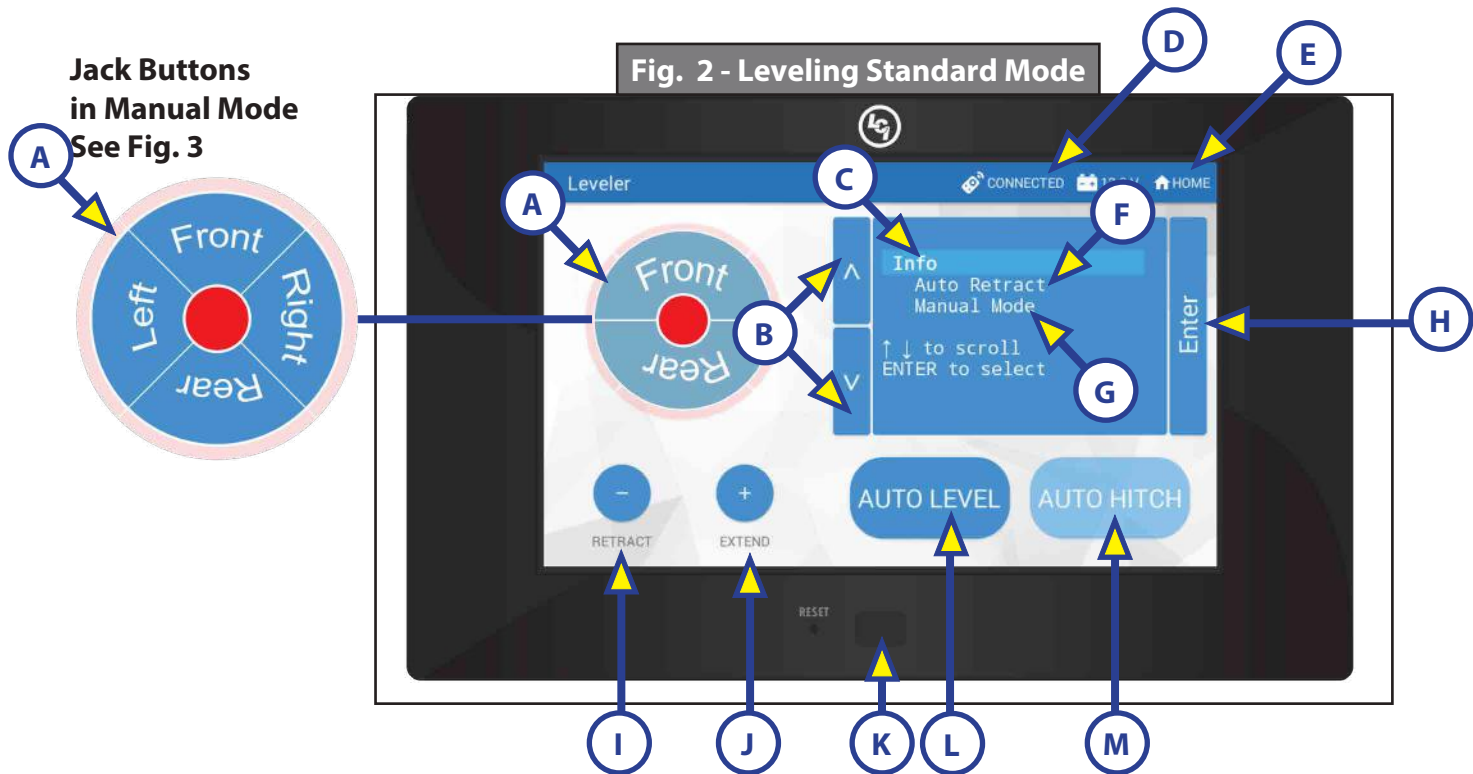 Jack Buttons
in Manual Mode
See Fig. 3
A
Front
Left
Right
Rear
Fig. 2 - Leveling Standard Mode
D
E
LCI
Leveler
CONNECTED
HOME
A
C
F
Front
Rear
B
^
v
Info
Auto Retract
Manual Mode
↑ ↓ to scroll
ENTER to select
G
Enter
H
−
RETRACT
+
EXTEND
AUTO LEVEL
AUTO HITCH
RESET
I
J
K
L
M